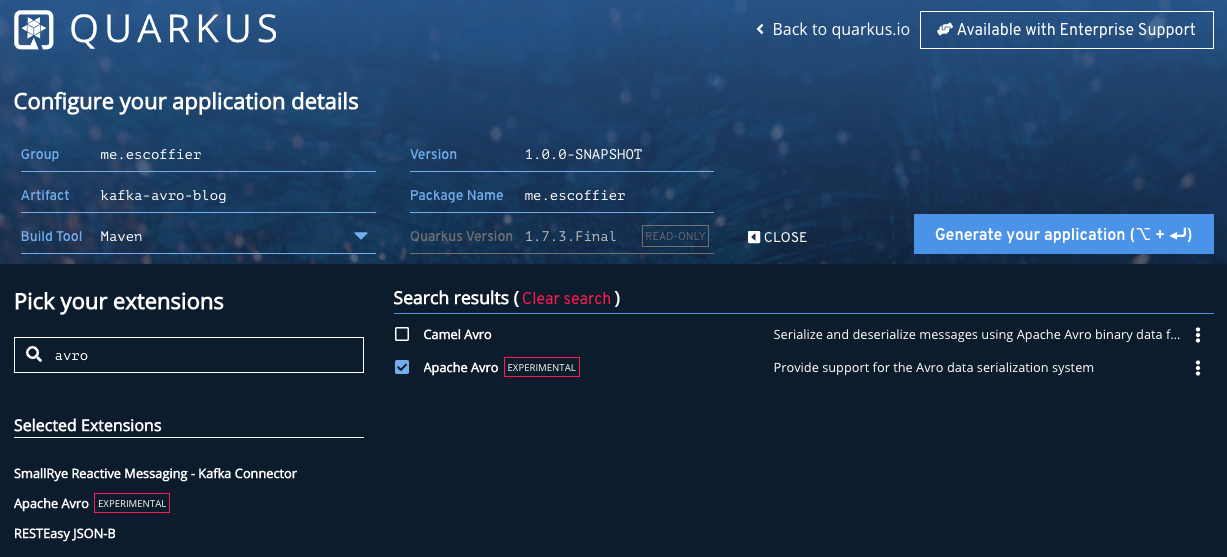 QUARKUS
Back to quarkus.io
Available with Enterprise Support
Configure your application details
Group me.escoffier
Version 1.0.0-SNAPSHOT
Artifact kafka-avro-blog
Package Name me.escoffier
Build Tool Maven
Quarkus Version 1.7.3.Final READ-ONLY
CLOSE
Generate your application (⌥ + ↵)
Pick your extensions
avro
Selected Extensions
SmallRye Reactive Messaging - Kafka Connector
Apache Avro EXPERIMENTAL
RESTEasy JSON-B
Search results (Clear search)
Camel Avro Serialize and deserialize messages using Apache Avro binary data f...
Apache Avro EXPERIMENTAL Provide support for the Avro data serialization system